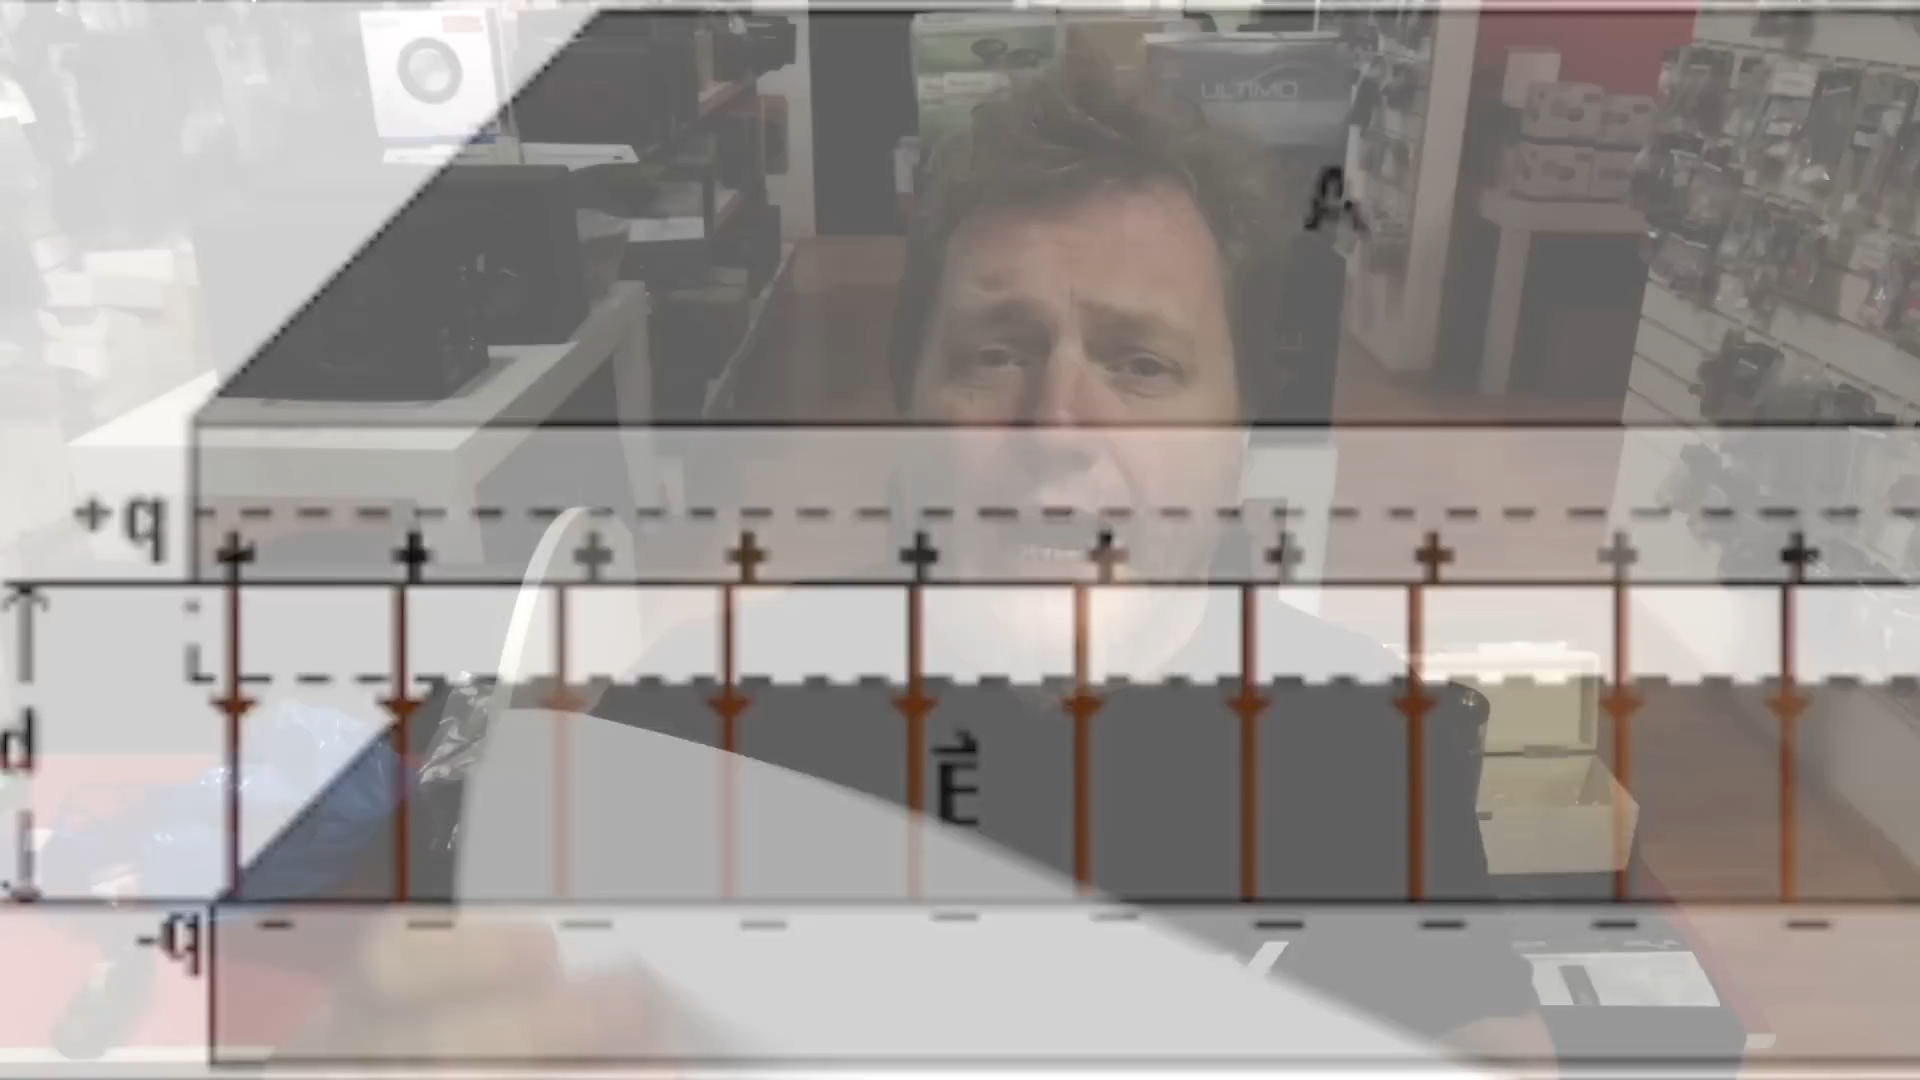 ULTIMO
A
+q
+ + + + + + + + + +
d
E
-q
- - - - - - - - - -